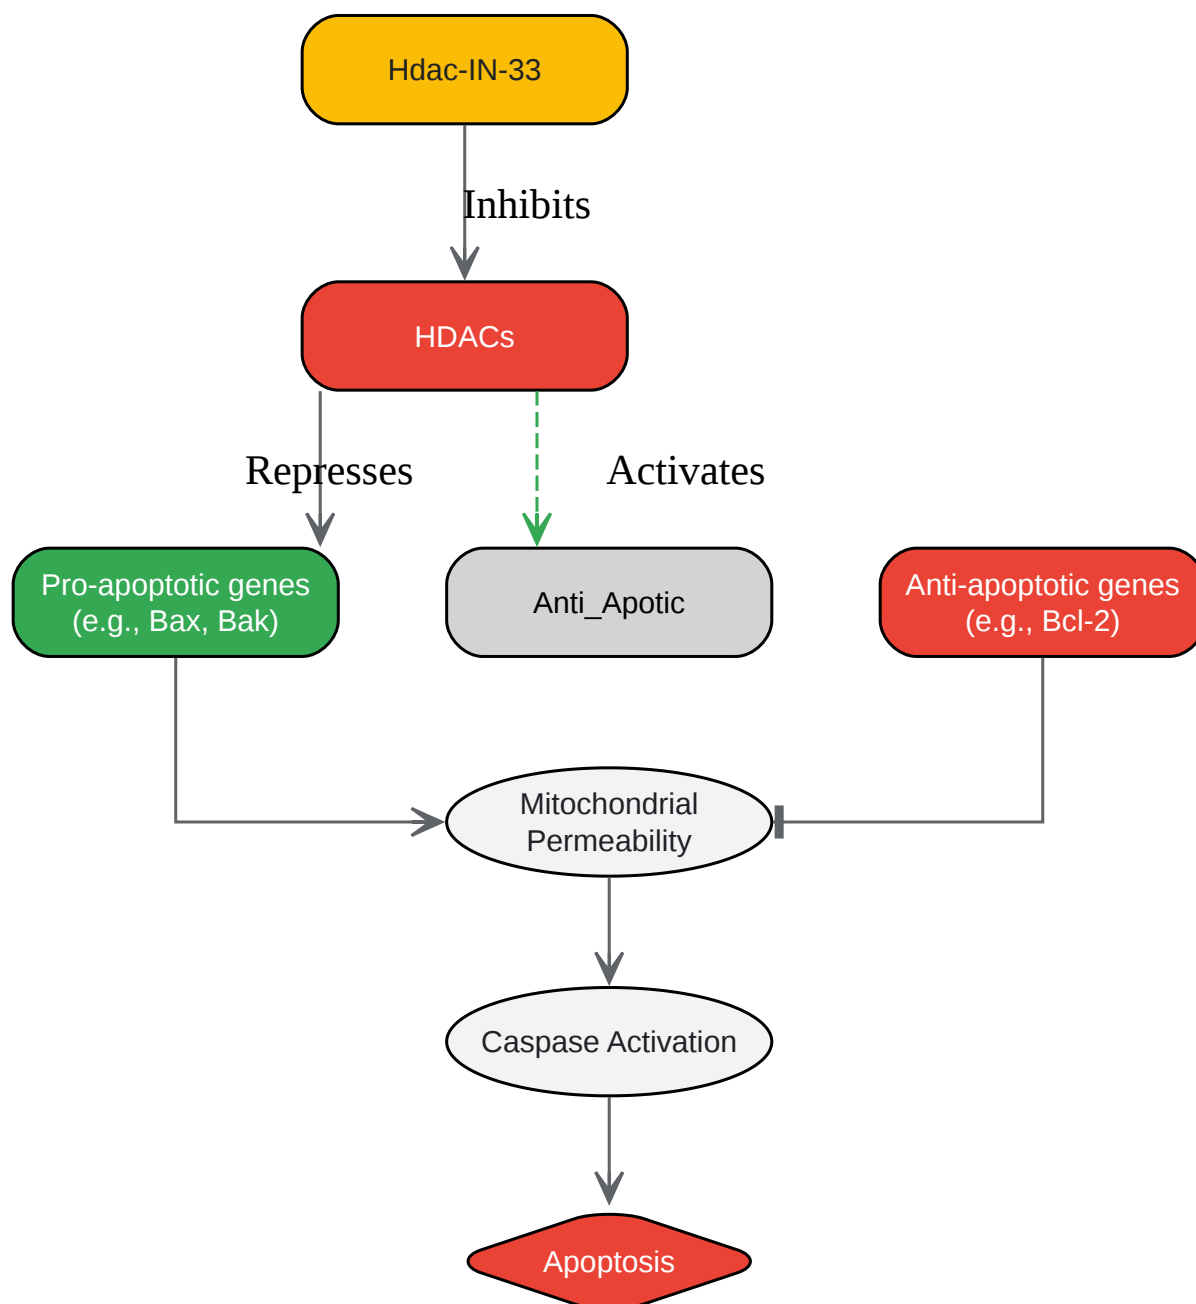 Hdac-IN-33
Inhibits
HDACs
Represses
Activates
Pro-apoptotic genes
(e.g., Bax, Bak)
Anti_Apotic
Anti-apoptotic genes
(e.g., Bcl-2)
Mitochondrial
Permeability
Caspase Activation
Apoptosis